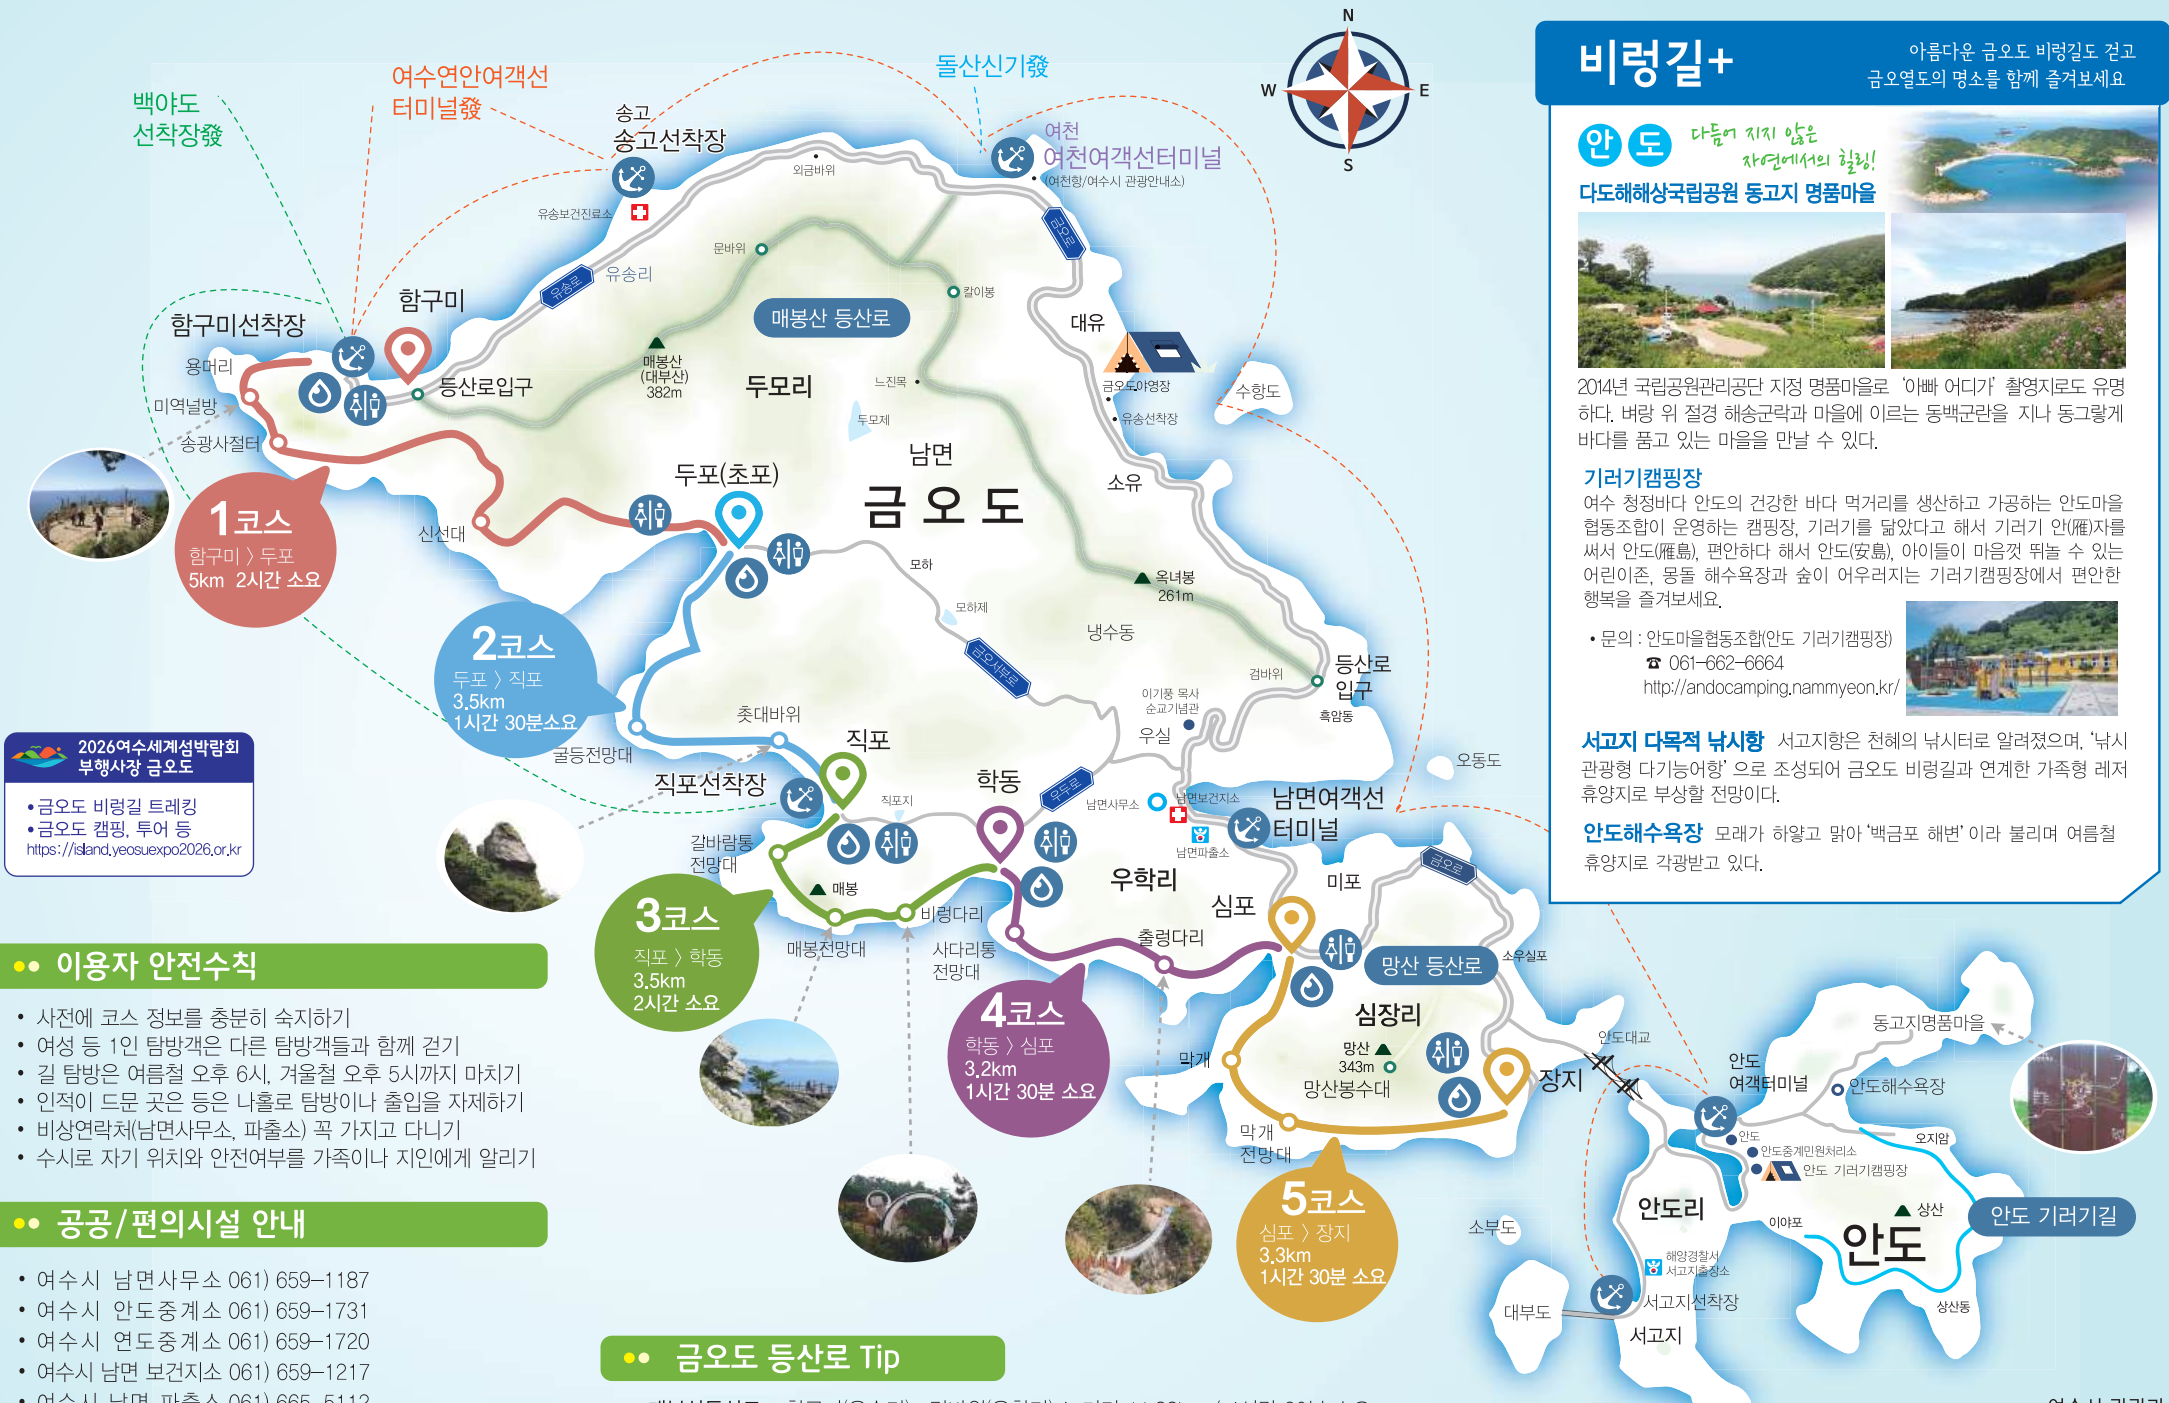 N
W
E
S
백야도
선착장發
여수연안여객선
터미널發
돌산신기發
송고
송고선착장
여천
여천여객선터미널
(여천항/여수시 관광안내소)
외금바위
유송보건진료소
금오로
문바위
유송로
유송리
칼이봉
매봉산 등산로
함구미
함구미선착장
대유
용머리
등산로입구
매봉산
(대부산)
382m
두모리
느진목
금오도야영장
수항도
미역널방
두모제
유송선착장
송광사절터
남면
금오도
두포(초포)
소유
1코스
함구미 > 두포
5km 2시간 소요
신선대
모하
옥녀봉
261m
모하제
냉수동
2코스
두포 > 직포
3.5km
1시간 30분소요
금오서부로
등산로
입구
검바위
이기풍 목사
순교기념관
흑암동
촛대바위
우실
굴등전망대
직포
오동도
직포선착장
학동
우두로
직포지
남면사무소
남면보건지소
남면여객선
터미널
남면파출소
갈바람통
전망대
매봉
금오로
우학리
미포
심포
3코스
직포 > 학동
3.5km
2시간 소요
비렁다리
매봉전망대
사다리통
전망대
출렁다리
망산 등산로
소우실포
4코스
학동 > 심포
3.2km
1시간 30분 소요
심장리
망산
343m
망산봉수대
막개
장지
안도대교
막개
전망대
5코스
심포 > 장지
3.3km
1시간 30분 소요
동고지명품마을
안도
여객터미널
안도해수욕장
안도
오지암
안도중계민원처리소
안도 기러기캠핑장
안도리
이야포
상산
안도 기러기길
안도
소부도
해양경찰서
서고지출장소
대부도
서고지선착장
상산동
서고지
비렁길+
아름다운 금오도 비렁길도 걷고
금오열도의 명소를 함께 즐겨보세요
안도
다듬어 지지 않은
자연에서의 힐링!
다도해해상국립공원 동고지 명품마을
2014년 국립공원관리공단 지정 명품마을로 ‘아빠 어디가’ 촬영지로도 유명
하다. 벼랑 위 절경 해송군락과 마을에 이르는 동백군란을 지나 동그랗게
바다를 품고 있는 마을을 만날 수 있다.
기러기캠핑장
여수 청정바다 안도의 건강한 바다 먹거리를 생산하고 가공하는 안도마을
협동조합이 운영하는 캠핑장, 기러기를 닮았다고 해서 기러기 안(雁)자를
써서 안도(雁島), 편안하다 해서 안도(安島), 아이들이 마음껏 뛰놀 수 있는
어린이존, 몽돌 해수욕장과 숲이 어우러지는 기러기캠핑장에서 편안한
행복을 즐겨보세요.
• 문의 : 안도마을협동조합(안도 기러기캠핑장)
☎ 061-662-6664
http://andocamping.nammyeon.kr/
서고지 다목적 낚시항 서고지항은 천혜의 낚시터로 알려졌으며, ‘낚시
관광형 다기능어항’ 으로 조성되어 금오도 비렁길과 연계한 가족형 레저
휴양지로 부상할 전망이다.
안도해수욕장 모래가 하얗고 맑아 ‘백금포 해변’ 이라 불리며 여름철
휴양지로 각광받고 있다.
2026여수세계섬박람회
부행사장 금오도
• 금오도 비렁길 트레킹
• 금오도 캠핑, 투어 등
https://island.yeosuexpo2026.or.kr
이용자 안전수칙
• 사전에 코스 정보를 충분히 숙지하기
• 여성 등 1인 탐방객은 다른 탐방객들과 함께 걷기
• 길 탐방은 여름철 오후 6시, 겨울철 오후 5시까지 마치기
• 인적이 드문 곳은 등은 나홀로 탐방이나 출입을 자제하기
• 비상연락처(남면사무소, 파출소) 꼭 가지고 다니기
• 수시로 자기 위치와 안전여부를 가족이나 지인에게 알리기
공공/편의시설 안내
• 여수시 남면사무소 061) 659-1187
• 여수시 안도중계소 061) 659-1731
• 여수시 연도중계소 061) 659-1720
• 여수시 남면 보건지소 061) 659-1217
• 여수시 남면 파출소 061) 665-5112
금오도 등산로 Tip